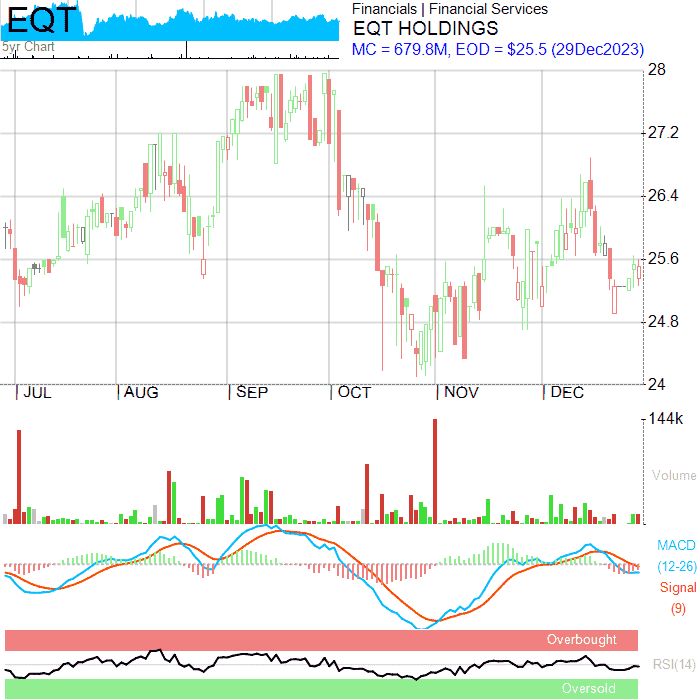 EQT
5yr Chart
Financials | Financial Services
EQT HOLDINGS
MC = 679.8M, EOD = $25.5 (29Dec2023)
28
27.2
26.4
25.6
24.8
24
JUL
AUG
SEP
OCT
NOV
DEC
144k
Volume
MACD
(12-26)
Signal
(9)
Overbought
RSI(14)
Oversold